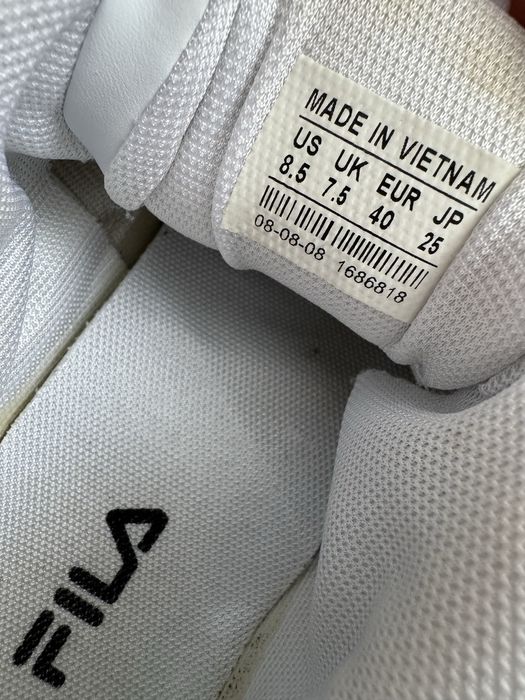 MADE IN VIETNAM
US UK EUR JP
8.5 7.5 40 25
08-08-08 1686818
FILA